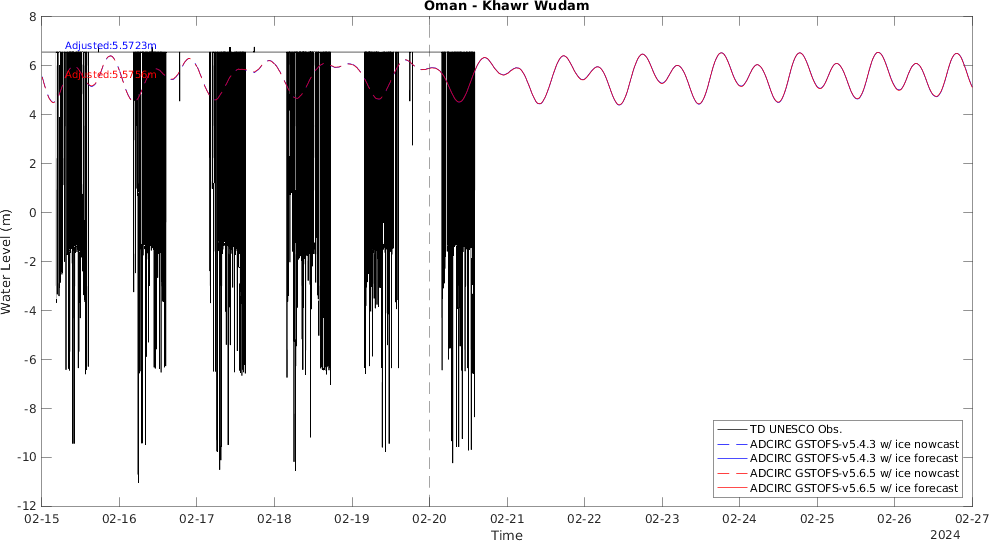 Oman - Khawr Wudam
8
6
4
2
0
-2
-4
-6
-8
-10
-12
Water Level (m)
Adjusted:5.5723m
Adjusted:5.5756m
TD UNESCO Obs.
ADCIRC GSTOFS-v5.4.3 w/ ice nowcast
ADCIRC GSTOFS-v5.4.3 w/ ice forecast
ADCIRC GSTOFS-v5.6.5 w/ ice nowcast
ADCIRC GSTOFS-v5.6.5 w/ ice forecast
02-15 02-16 02-17 02-18 02-19 02-20 02-21 02-22 02-23 02-24 02-25 02-26 02-27
Time
2024